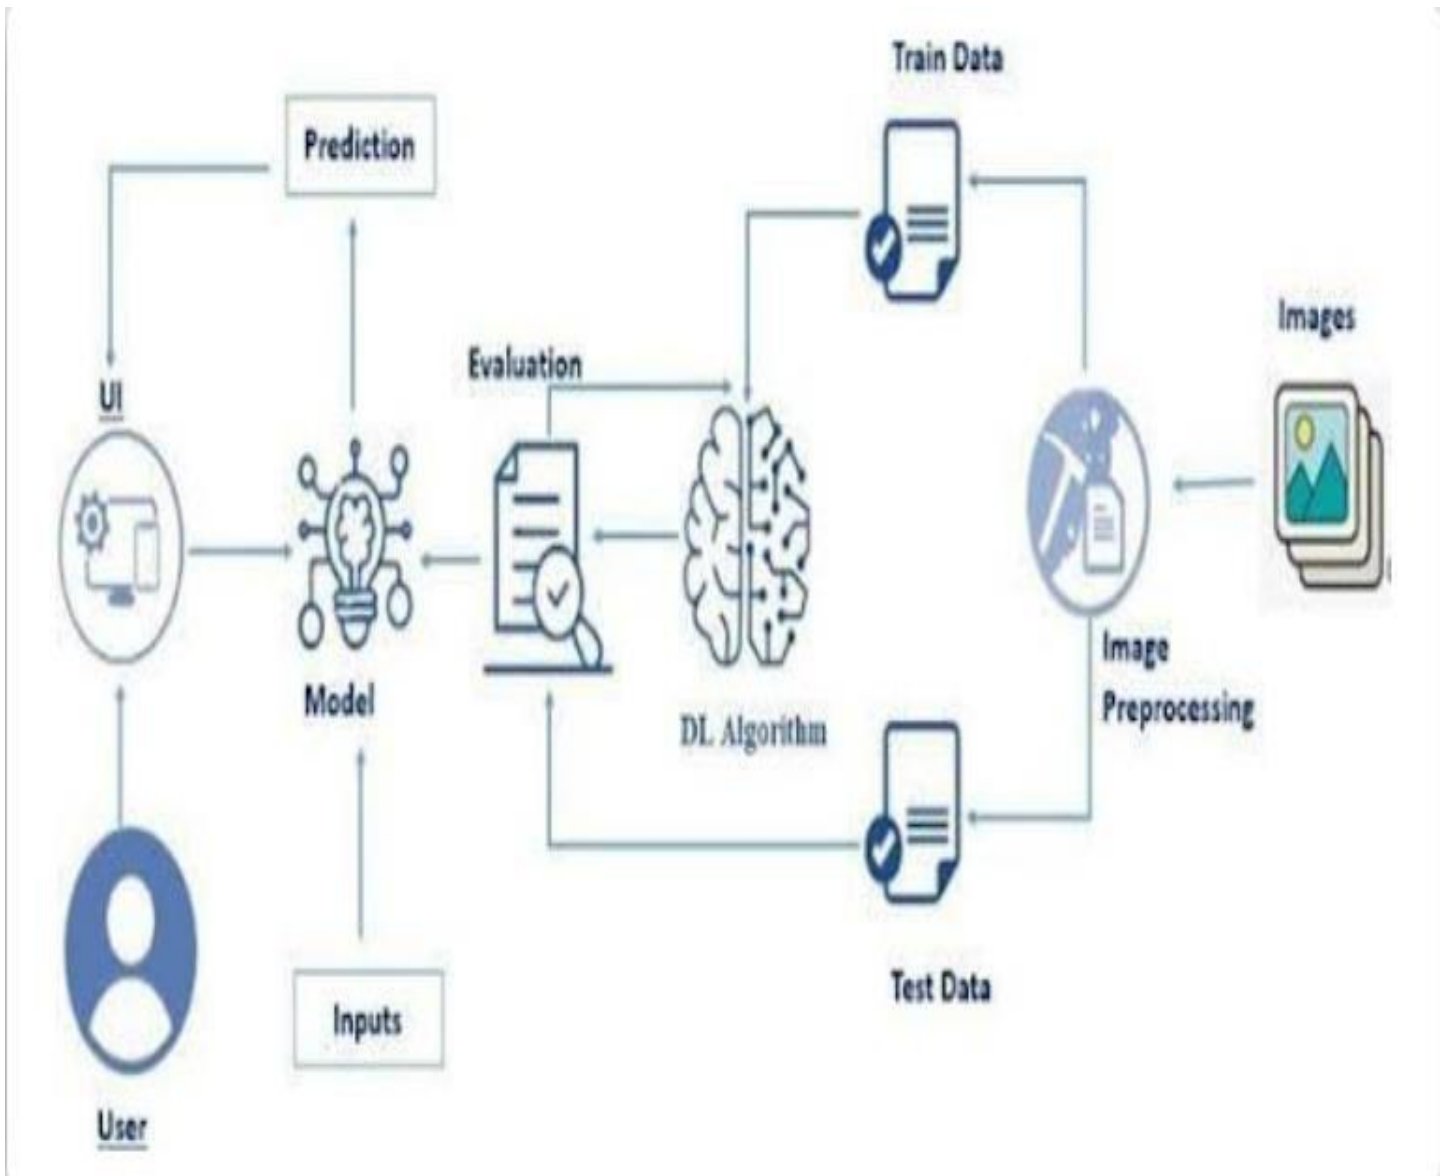 Train Data
Prediction
Images
Evaluation
UI
Image
Preprocessing
Model
DL Algorithm
Test Data
Inputs
User